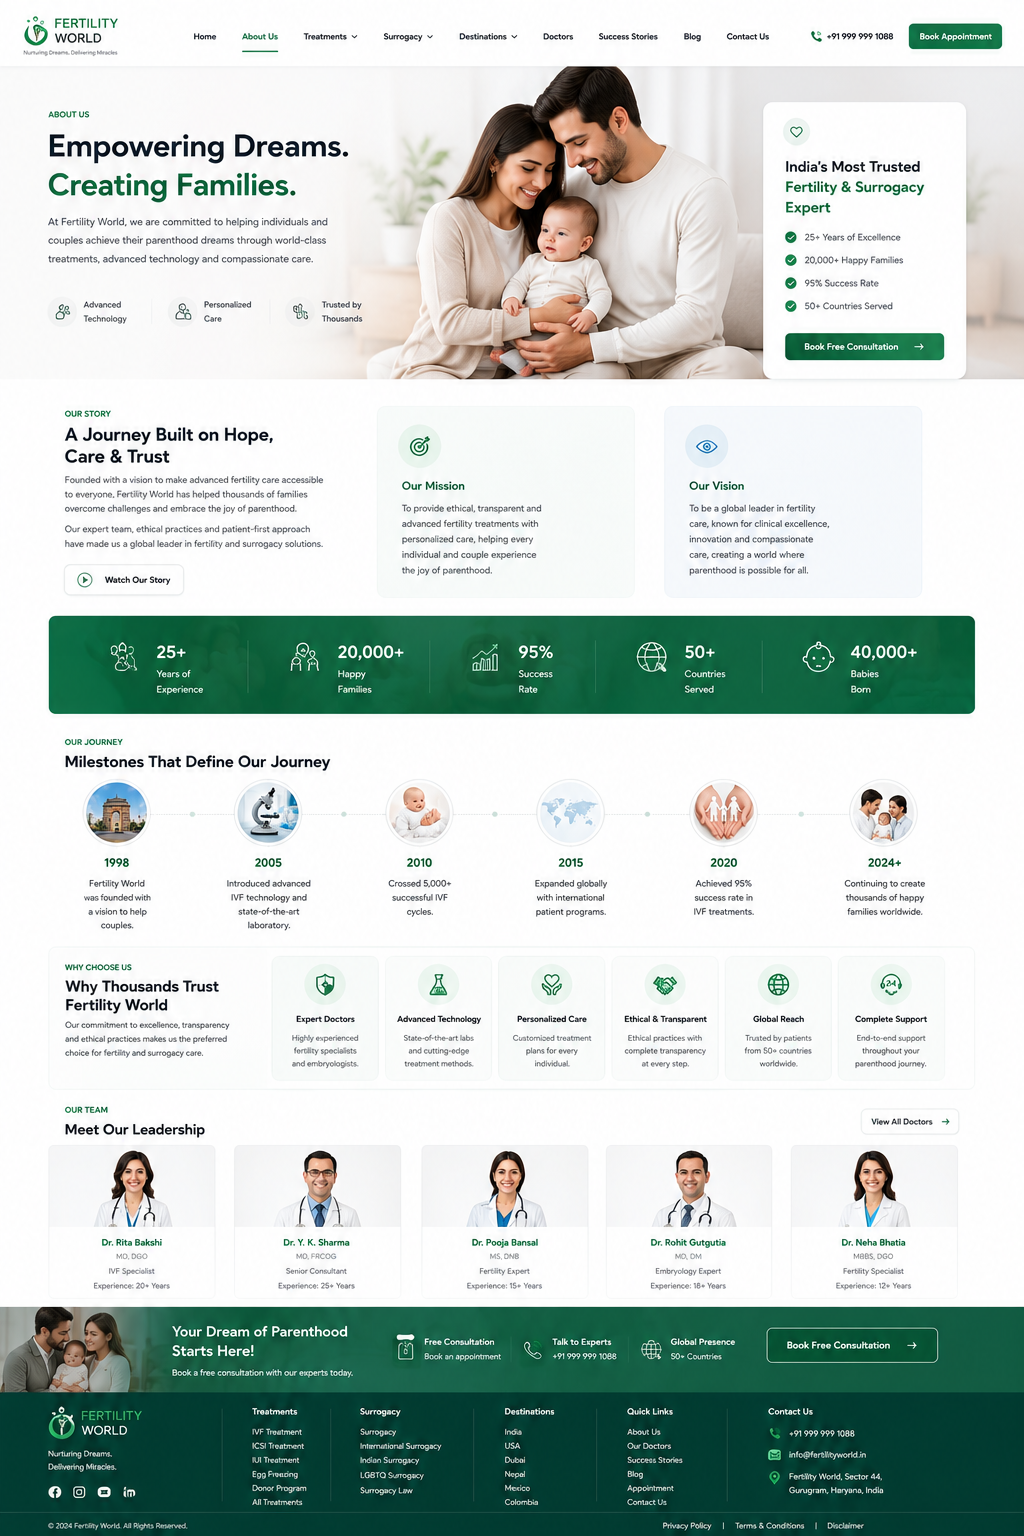 FERTILITY
WORLD
Nurturing Dreams. Delivering Miracles
Home
About Us
Treatments
Surrogacy
Destinations
Doctors
Success Stories
Blog
Contact Us
+91 999 999 1088
Book Appointment
ABOUT US
Empowering Dreams.
Creating Families.
At Fertility World, we are committed to helping individuals and
couples achieve their parenthood dreams through world-class
treatments, advanced technology and compassionate care.
Advanced
Technology
Personalized
Care
Trusted by
Thousands
India's Most Trusted
Fertility & Surrogacy
Expert
25+ Years of Excellence
20,000+ Happy Families
95% Success Rate
50+ Countries Served
Book Free Consultation
OUR STORY
A Journey Built on Hope,
Care & Trust
Founded with a vision to make advanced fertility care accessible
to everyone, Fertility World has helped thousands of families
overcome challenges and embrace the joy of parenthood.
Our expert team, ethical practices and patient-first approach
have made us a global leader in fertility and surrogacy solutions.
Watch Our Story
Our Mission
To provide ethical, transparent and
advanced fertility treatments with
personalized care, helping every
individual and couple experience
the joy of parenthood.
Our Vision
To be a global leader in fertility
care, known for clinical excellence,
innovation and compassionate
care, creating a world where
parenthood is possible for all.
25+
Years of
Experience
20,000+
Happy
Families
95%
Success
Rate
50+
Countries
Served
40,000+
Babies
Born
OUR JOURNEY
Milestones That Define Our Journey
1998
Fertility World
was founded with
a vision to help
couples.
2005
Introduced advanced
IVF technology and
state-of-the-art
laboratory.
2010
Crossed 5,000+
successful IVF
cycles.
2015
Expanded globally
with international
patient programs.
2020
Achieved 95%
success rate in
IVF treatments.
2024+
Continuing to create
thousands of happy
families worldwide.
WHY CHOOSE US
Why Thousands Trust
Fertility World
Our commitment to excellence, transparency
and ethical practices makes us the preferred
choice for fertility and surrogacy care.
Expert Doctors
Highly experienced
fertility specialists
and embryologists.
Advanced Technology
State-of-the-art labs
and cutting-edge
treatment methods.
Personalized Care
Customized treatment
plans for every
individual.
Ethical & Transparent
Ethical practices with
complete transparency
at every step.
Global Reach
Trusted by patients
from 50+ countries
worldwide.
Complete Support
End-to-end support
throughout your
parenthood journey.
OUR TEAM
Meet Our Leadership
View All Doctors
Dr. Rita Bakshi
MD, DGO
IVF Specialist
Experience: 20+ Years
Dr. Y. K. Sharma
MD, FRCOG
Senior Consultant
Experience: 25+ Years
Dr. Pooja Bansal
MS, DNB
Fertility Expert
Experience: 15+ Years
Dr. Rohit Gutgutia
MD, DM
Embryology Expert
Experience: 18+ Years
Dr. Neha Bhatia
MBBS, DGO
Fertility Specialist
Experience: 12+ Years
Your Dream of Parenthood
Starts Here!
Book a free consultation with our experts today.
Free Consultation
Book an appointment
Talk to Experts
+91 999 999 1088
Global Presence
50+ Countries
Book Free Consultation
FERTILITY
WORLD
Nurturing Dreams.
Delivering Miracles.
Treatments
IVF Treatment
ICSI Treatment
IUI Treatment
Egg Freezing
Donor Program
All Treatments
Surrogacy
Surrogacy
International Surrogacy
Indian Surrogacy
LGBTQ Surrogacy
Surrogacy Law
Destinations
India
USA
Dubai
Nepal
Mexico
Colombia
Quick Links
About Us
Our Doctors
Success Stories
Blog
Appointment
Contact Us
Contact Us
+91 999 999 1088
info@fertilityworld.in
Fertility World, Sector 44,
Gurugram, Haryana, India
© 2024 Fertility World. All Rights Reserved.
Privacy Policy | Terms & Conditions | Disclaimer